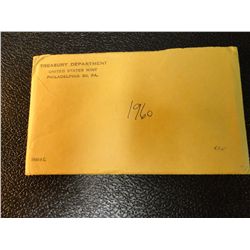 TREASURY DEPARTMENT
UNITED STATES MINT
PHILADELPHIA 30, PA.
1960